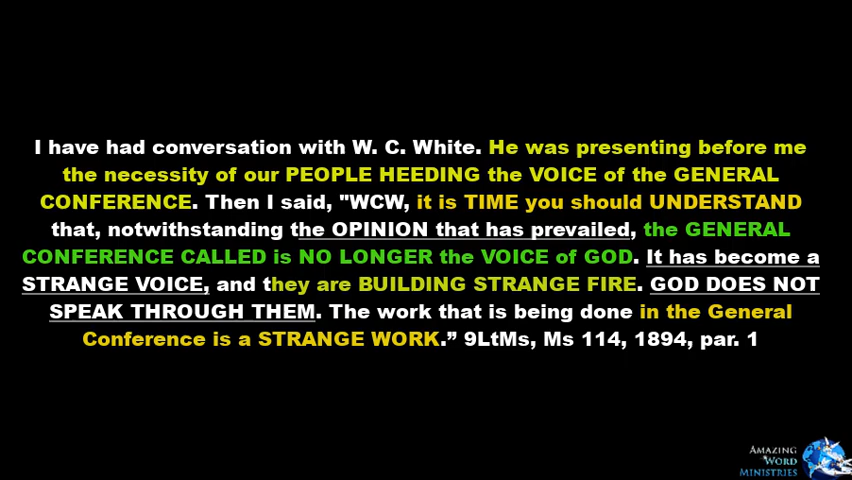 I have had conversation with W. C. White. He was presenting before me
the necessity of our PEOPLE HEEDING the VOICE of the GENERAL
CONFERENCE. Then I said, "WCW, it is TIME you should UNDERSTAND
that, notwithstanding the OPINION that has prevailed, the GENERAL
CONFERENCE CALLED is NO LONGER the VOICE of GOD. It has become a
STRANGE VOICE, and they are BUILDING STRANGE FIRE. GOD DOES NOT
SPEAK THROUGH THEM. The work that is being done in the General
Conference is a STRANGE WORK.” 9LtMs, Ms 114, 1894, par. 1
AMAZING
WORD
MINISTRIES